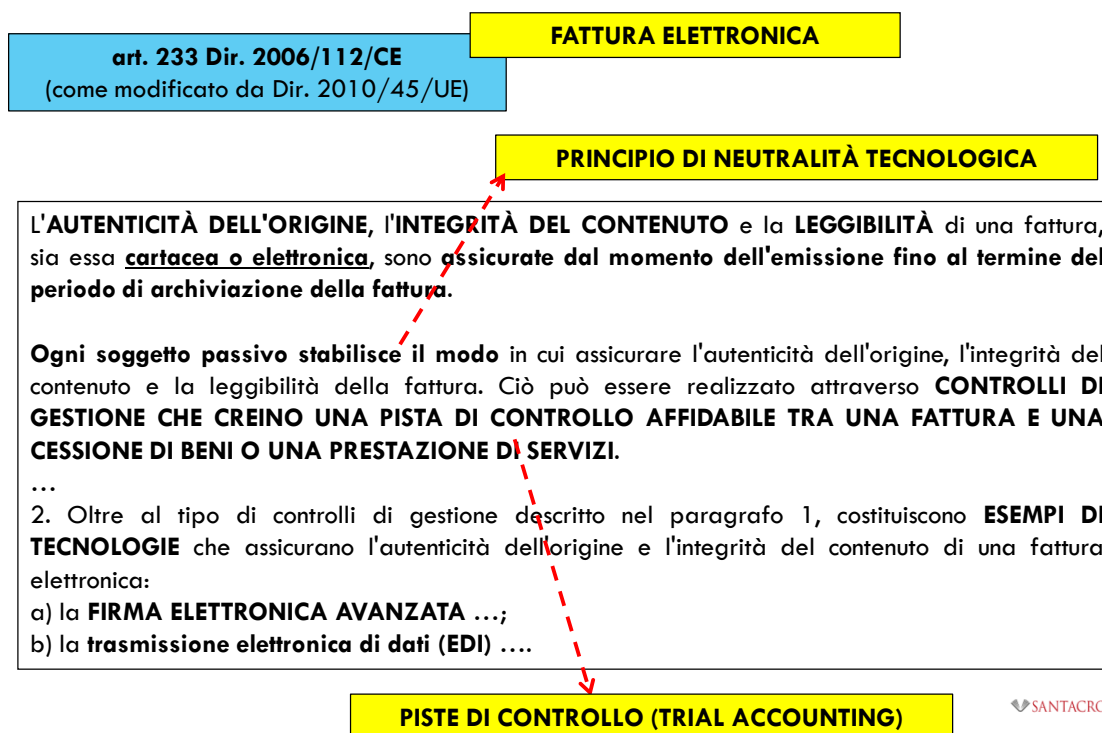 FATTURA ELETTRONICA
art. 233 Dir. 2006/112/CE
(come modificato da Dir. 2010/45/UE)
PRINCIPIO DI NEUTRALITÀ TECNOLOGICA
L'AUTENTICITÀ DELL'ORIGINE, l'INTEGRITÀ DEL CONTENUTO e la LEGGIBILITÀ di una fattura,
sia essa cartacea o elettronica, sono assicurate dal momento dell'emissione fino al termine del
periodo di archiviazione della fattura.
Ogni soggetto passivo stabilisce il modo in cui assicurare l'autenticità dell'origine, l'integrità del
contenuto e la leggibilità della fattura. Ciò può essere realizzato attraverso CONTROLLI DI
GESTIONE CHE CREINO UNA PISTA DI CONTROLLO AFFIDABILE TRA UNA FATTURA E UNA
CESSIONE DI BENI O UNA PRESTAZIONE DI SERVIZI.
…
2. Oltre al tipo di controlli di gestione descritto nel paragrafo 1, costituiscono ESEMPI DI
TECNOLOGIE che assicurano l'autenticità dell'origine e l'integrità del contenuto di una fattura
elettronica:
a) la FIRMA ELETTRONICA AVANZATA …;
b) la trasmissione elettronica di dati (EDI) ….
PISTE DI CONTROLLO (TRIAL ACCOUNTING)
SANTACRO